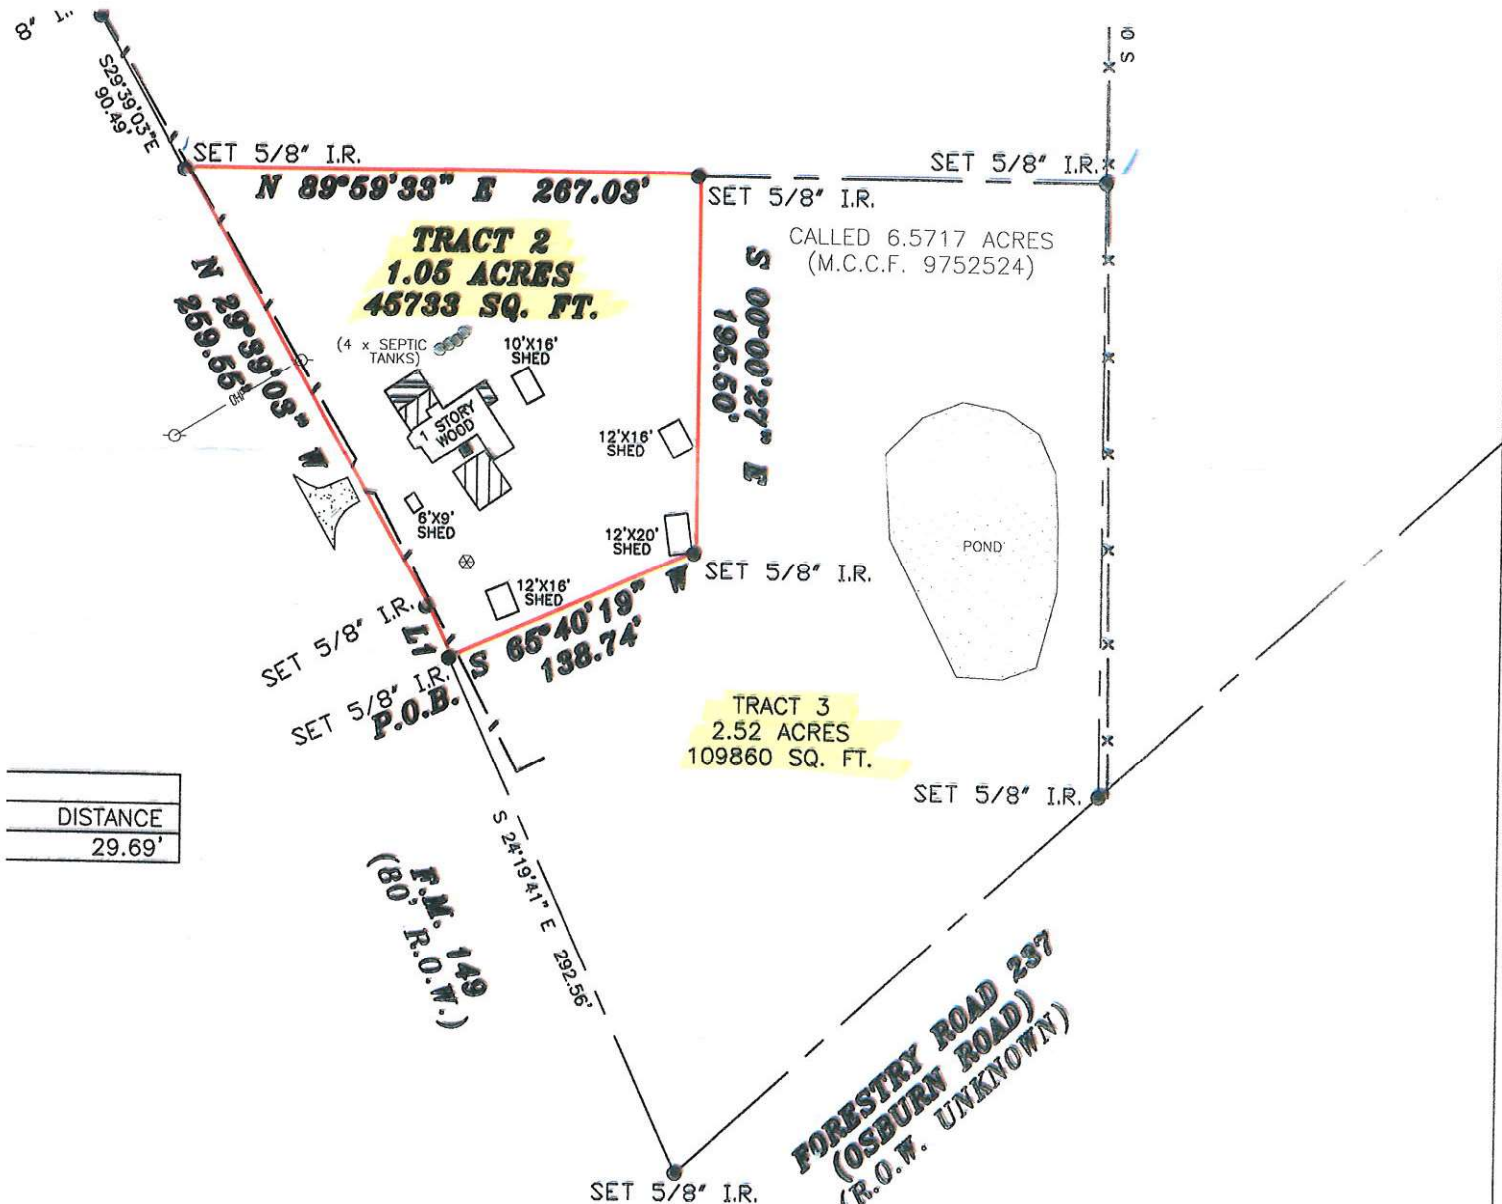 8"
S29°39'03"E
90.49'
SET 5/8" I.R.
N 89°59'33" E 267.03'
SET 5/8" I.R.
SET 5/8" I.R.
CALLED 6.5717 ACRES
(M.C.C.F. 9752524)
TRACT 2
1.05 ACRES
45733 SQ. FT.
N 29°39'03" W
259.55'
S 00°00'27" E
195.50'
(4 x SEPTIC
TANKS)
10'X16'
SHED
1 STORY
WOOD
12'X16'
SHED
6'X9'
SHED
12'X20'
SHED
12'X16'
SHED
OHP
POND
SET 5/8" I.R.
SET 5/8" I.R.
L1
SET 5/8" I.R.
P.O.B.
S 65°40'19" W
138.74'
TRACT 3
2.52 ACRES
109860 SQ. FT.
SET 5/8" I.R.
DISTANCE
29.69'
S 24°19'41" E 292.56'
F.M. 149
(80' R.O.W.)
FORESTRY ROAD 237
(OSBURN ROAD)
(R.O.W. UNKNOWN)
SET 5/8" I.R.